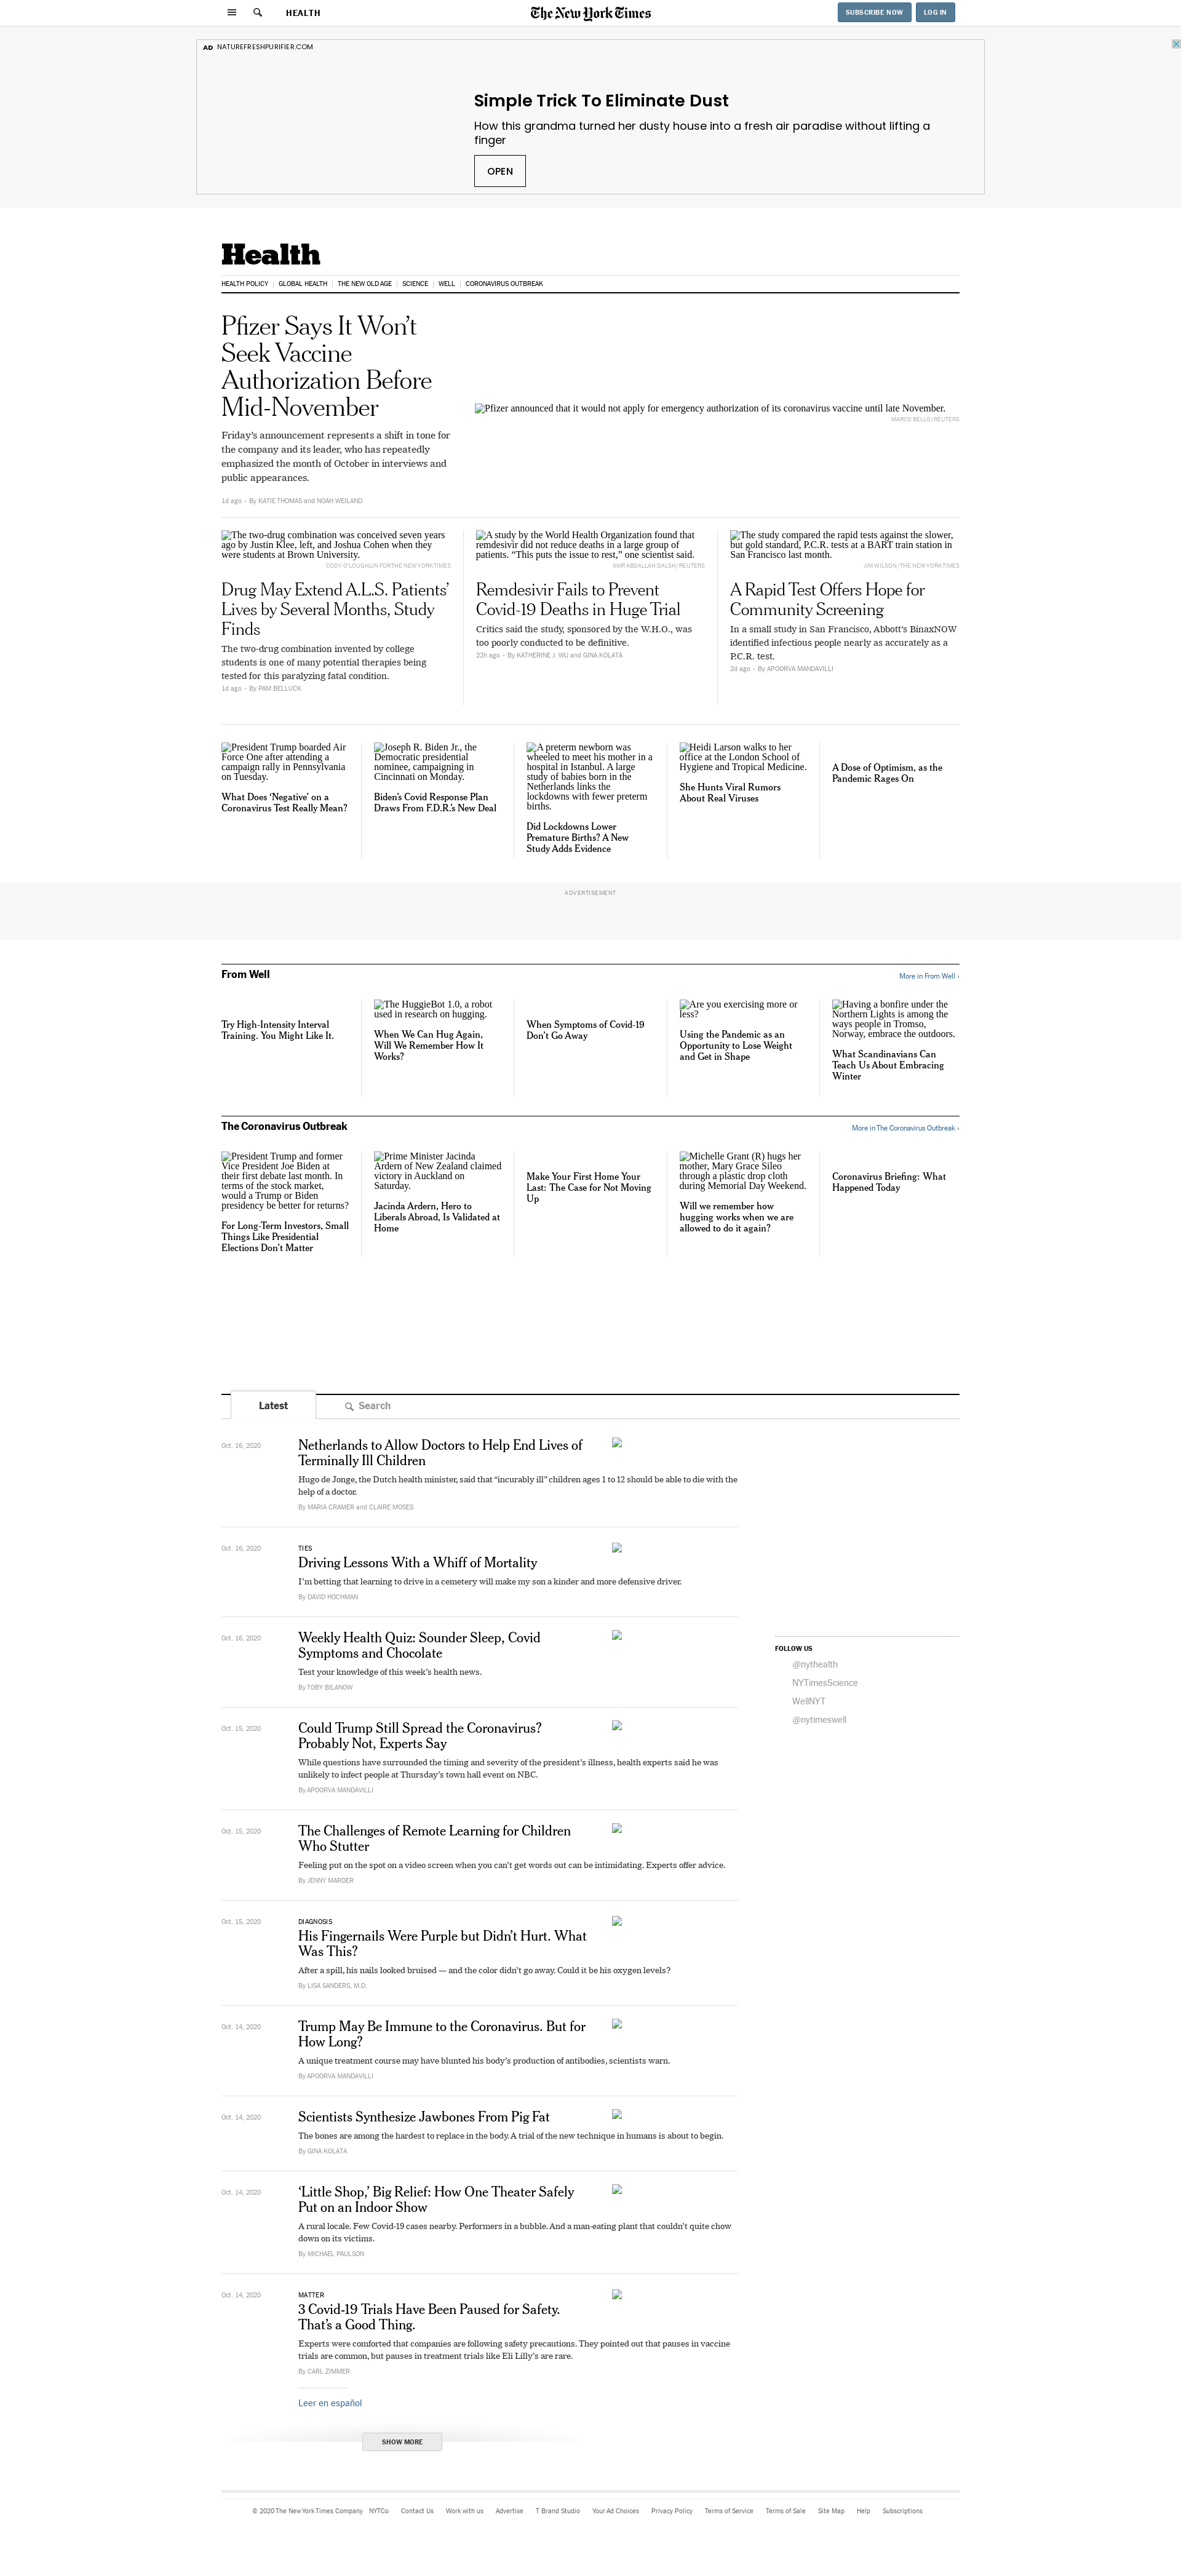 HEALTH
The New York Times
SUBSCRIBE NOW
LOG IN
AD NATUREFRESHPURIFIER.COM
Simple Trick To Eliminate Dust
How this grandma turned her dusty house into a fresh air paradise without lifting a
finger
OPEN
Health
HEALTH POLICY
GLOBAL HEALTH
THE NEW OLD AGE
SCIENCE
WELL
CORONAVIRUS OUTBREAK
Pfizer Says It Won’t
Seek Vaccine
Authorization Before
Mid-November
Friday’s announcement represents a shift in tone for
the company and its leader, who has repeatedly
emphasized the month of October in interviews and
public appearances.
1d ago • By KATIE THOMAS and NOAH WEILAND
Pfizer announced that it would not apply for emergency authorization of its coronavirus vaccine until late November.
MARCO BELLO/REUTERS
The two-drug combination was conceived seven years
ago by Justin Klee, left, and Joshua Cohen when they
were students at Brown University.
CODY O’LOUGHLIN FOR THE NEW YORK TIMES
Drug May Extend A.L.S. Patients’
Lives by Several Months, Study
Finds
The two-drug combination invented by college
students is one of many potential therapies being
tested for this paralyzing fatal condition.
1d ago • By PAM BELLUCK
A study by the World Health Organization found that
remdesivir did not reduce deaths in a large group of
patients. “This puts the issue to rest,” one scientist said.
AMR ABDALLAH DALSH/REUTERS
Remdesivir Fails to Prevent
Covid-19 Deaths in Huge Trial
Critics said the study, sponsored by the W.H.O., was
too poorly conducted to be definitive.
22h ago • By KATHERINE J. WU and GINA KOLATA
The study compared the rapid tests against the slower,
but gold standard, P.C.R. tests at a BART train station in
San Francisco last month.
JIM WILSON/THE NEW YORK TIMES
A Rapid Test Offers Hope for
Community Screening
In a small study in San Francisco, Abbott’s BinaxNOW
identified infectious people nearly as accurately as a
P.C.R. test.
2d ago • By APOORVA MANDAVILLI
President Trump boarded Air
Force One after attending a
campaign rally in Pennsylvania
on Tuesday.
What Does ‘Negative’ on a
Coronavirus Test Really Mean?
Joseph R. Biden Jr., the
Democratic presidential
nominee, campaigning in
Cincinnati on Monday.
Biden’s Covid Response Plan
Draws From F.D.R.’s New Deal
A preterm newborn was
wheeled to meet his mother in a
hospital in Istanbul. A large
study of babies born in the
Netherlands links the
lockdowns with fewer preterm
births.
Did Lockdowns Lower
Premature Births? A New
Study Adds Evidence
Heidi Larson walks to her
office at the London School of
Hygiene and Tropical Medicine.
She Hunts Viral Rumors
About Real Viruses
A Dose of Optimism, as the
Pandemic Rages On
ADVERTISEMENT
From Well
More in From Well ›
Try High-Intensity Interval
Training. You Might Like It.
The HuggieBot 1.0, a robot
used in research on hugging.
When We Can Hug Again,
Will We Remember How It
Works?
When Symptoms of Covid-19
Don’t Go Away
Are you exercising more or
less?
Using the Pandemic as an
Opportunity to Lose Weight
and Get in Shape
Having a bonfire under the
Northern Lights is among the
ways people in Tromso,
Norway, embrace the outdoors.
What Scandinavians Can
Teach Us About Embracing
Winter
The Coronavirus Outbreak
More in The Coronavirus Outbreak ›
President Trump and former
Vice President Joe Biden at
their first debate last month. In
terms of the stock market,
would a Trump or Biden
presidency be better for returns?
For Long-Term Investors, Small
Things Like Presidential
Elections Don’t Matter
Prime Minister Jacinda
Ardern of New Zealand claimed
victory in Auckland on
Saturday.
Jacinda Ardern, Hero to
Liberals Abroad, Is Validated at
Home
Make Your First Home Your
Last: The Case for Not Moving
Up
Michelle Grant (R) hugs her
mother, Mary Grace Sileo
through a plastic drop cloth
during Memorial Day Weekend.
Will we remember how
hugging works when we are
allowed to do it again?
Coronavirus Briefing: What
Happened Today
Latest
Search
Oct. 16, 2020
Netherlands to Allow Doctors to Help End Lives of
Terminally Ill Children
Hugo de Jonge, the Dutch health minister, said that “incurably ill” children ages 1 to 12 should be able to die with the
help of a doctor.
By MARIA CRAMER and CLAIRE MOSES
Oct. 16, 2020
TIES
Driving Lessons With a Whiff of Mortality
I’m betting that learning to drive in a cemetery will make my son a kinder and more defensive driver.
By DAVID HOCHMAN
Oct. 16, 2020
Weekly Health Quiz: Sounder Sleep, Covid
Symptoms and Chocolate
Test your knowledge of this week’s health news.
By TOBY BILANOW
FOLLOW US
@nythealth
NYTimesScience
WellNYT
@nytimeswell
Oct. 15, 2020
Could Trump Still Spread the Coronavirus?
Probably Not, Experts Say
While questions have surrounded the timing and severity of the president’s illness, health experts said he was
unlikely to infect people at Thursday’s town hall event on NBC.
By APOORVA MANDAVILLI
Oct. 15, 2020
The Challenges of Remote Learning for Children
Who Stutter
Feeling put on the spot on a video screen when you can’t get words out can be intimidating. Experts offer advice.
By JENNY MARDER
Oct. 15, 2020
DIAGNOSIS
His Fingernails Were Purple but Didn’t Hurt. What
Was This?
After a spill, his nails looked bruised — and the color didn’t go away. Could it be his oxygen levels?
By LISA SANDERS, M.D.
Oct. 14, 2020
Trump May Be Immune to the Coronavirus. But for
How Long?
A unique treatment course may have blunted his body’s production of antibodies, scientists warn.
By APOORVA MANDAVILLI
Oct. 14, 2020
Scientists Synthesize Jawbones From Pig Fat
The bones are among the hardest to replace in the body. A trial of the new technique in humans is about to begin.
By GINA KOLATA
Oct. 14, 2020
‘Little Shop,’ Big Relief: How One Theater Safely
Put on an Indoor Show
A rural locale. Few Covid-19 cases nearby. Performers in a bubble. And a man-eating plant that couldn’t quite chow
down on its victims.
By MICHAEL PAULSON
Oct. 14, 2020
MATTER
3 Covid-19 Trials Have Been Paused for Safety.
That’s a Good Thing.
Experts were comforted that companies are following safety precautions. They pointed out that pauses in vaccine
trials are common, but pauses in treatment trials like Eli Lilly’s are rare.
By CARL ZIMMER
Leer en español
SHOW MORE
© 2020 The New York Times Company
NYTCo
Contact Us
Work with us
Advertise
T Brand Studio
Your Ad Choices
Privacy Policy
Terms of Service
Terms of Sale
Site Map
Help
Subscriptions